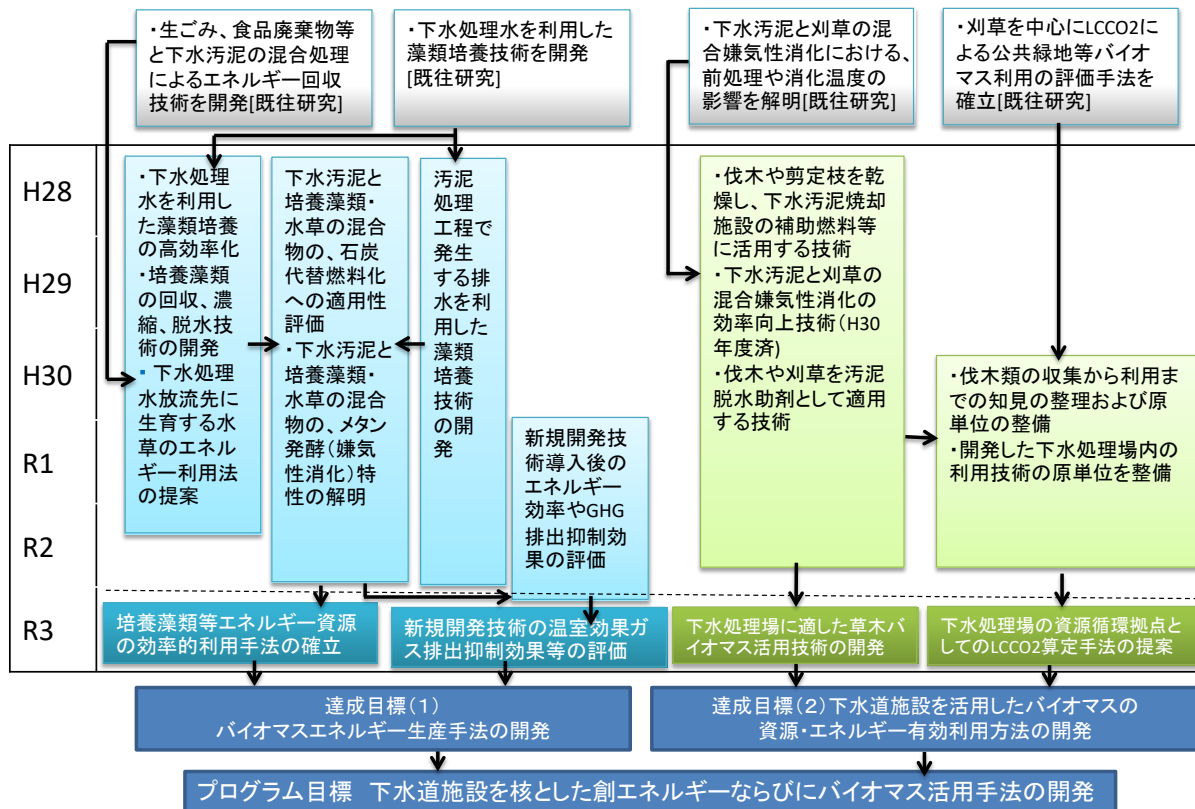 ・生ごみ、食品廃棄物等
と下水汚泥の混合処理
によるエネルギー回収
技術を開発[既往研究]
・下水処理水を利用した
藻類培養技術を開発
[既往研究]
・下水汚泥と刈草の混
合嫌気性消化における、
前処理や消化温度の
影響を解明[既往研究]
・刈草を中心にLCCO2に
よる公共緑地等バイオ
マス利用の評価手法を
確立[既往研究]
H28
H29
H30
R1
R2
R3
・下水処理
水を利用し
た藻類培養
の高効率化
・培養藻類
の回収、濃
縮、脱水技
術の開発
・下水処理
水放流先に
生育する水
草のエネル
ギー利用法
の提案
下水汚泥と
培養藻類・
水草の混合
物の、石炭
代替燃料化
への適用性
評価
・下水汚泥と
培養藻類・
水草の混合
物の、メタン
発酵(嫌気
性消化)特
性の解明
汚泥
処理
工程で
発生
する排
水を利
用した
藻類
培養
技術
の開
発
新規開発技
術導入後の
エネルギー
効率やGHG
排出抑制効
果の評価
・伐木や剪定枝を乾
燥し、下水汚泥焼却
施設の補助燃料等
に活用する技術
・下水汚泥と刈草の
混合嫌気性消化の
効率向上技術(H30
年度済)
・伐木や刈草を汚泥
脱水助剤として適用
する技術
・伐木類の収集から利用ま
での知見の整理および原
単位の整備
・開発した下水処理場内の
利用技術の原単位を整備
培養藻類等エネルギー資源
の効率的利用手法の確立
新規開発技術の温室効果ガ
ス排出抑制効果等の評価
下水処理場に適した草木バ
イオマス活用技術の開発
下水処理場の資源循環拠点と
してのLCCO2算定手法の提案
達成目標(1)
バイオマスエネルギー生産手法の開発
達成目標(2)下水道施設を活用したバイオマスの
資源・エネルギー有効利用方法の開発
プログラム目標 下水道施設を核とした創エネルギーならびにバイオマス活用手法の開発